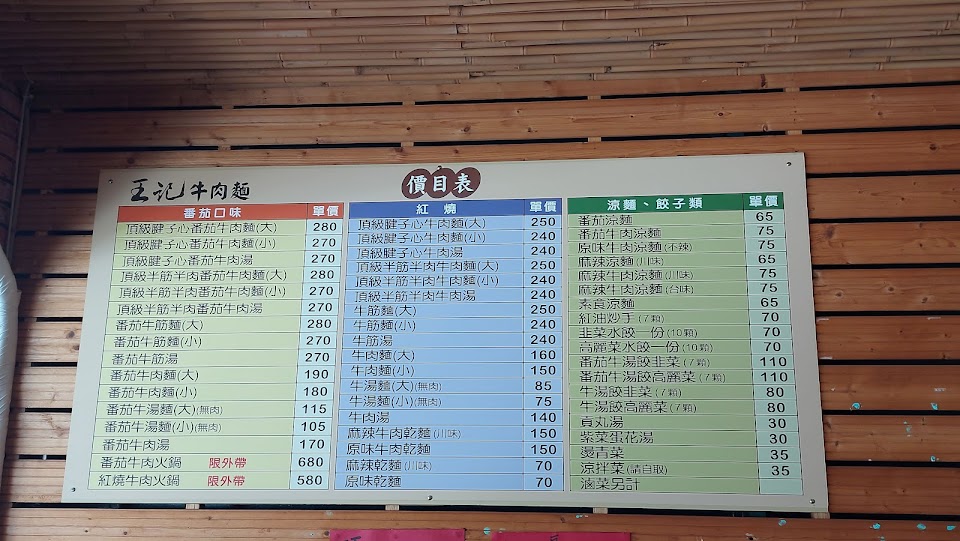 王記牛肉麵
價目表
番茄口味 單價
頂級腱子心番茄牛肉麵(大) 280
頂級腱子心番茄牛肉麵(小) 270
頂級腱子心番茄牛肉湯 270
頂級半筋半肉番茄牛肉麵(大) 280
頂級半筋半肉番茄牛肉麵(小) 270
頂級半筋半肉番茄牛肉湯 270
番茄牛筋麵(大) 280
番茄牛筋麵(小) 270
番茄牛筋湯 270
番茄牛肉麵(大) 190
番茄牛肉麵(小) 180
番茄牛湯麵(大)(無肉) 115
番茄牛湯麵(小)(無肉) 105
番茄牛肉湯 170
番茄牛肉火鍋 限外帶 680
紅燒牛肉火鍋 限外帶 580
紅燒 單價
頂級腱子心牛肉麵(大) 250
頂級腱子心牛肉麵(小) 240
頂級腱子心牛肉湯 240
頂級半筋半肉牛肉麵(大) 250
頂級半筋半肉牛肉麵(小) 240
頂級半筋半肉牛肉湯 240
牛筋麵(大) 250
牛筋麵(小) 240
牛筋湯 240
牛肉麵(大) 160
牛肉麵(小) 150
牛湯麵(大)(無肉) 85
牛湯麵(小)(無肉) 75
牛肉湯 140
麻辣牛肉乾麵(川味) 150
原味牛肉乾麵 150
麻辣乾麵(川味) 70
原味乾麵 70
涼麵、餃子類 單價
番茄涼麵 65
番茄牛肉涼麵 75
原味牛肉涼麵(不辣) 75
麻辣涼麵(川味) 65
麻辣牛肉涼麵(川味) 75
麻辣牛肉涼麵(台味) 75
素食涼麵 65
紅油炒手(7顆) 70
韭菜水餃一份(10顆) 70
高麗菜水餃一份(10顆) 70
番茄牛湯餃韭菜(7顆) 110
番茄牛湯餃高麗菜(7顆) 110
牛湯餃韭菜(7顆) 80
牛湯餃高麗菜(7顆) 80
貢丸湯 30
紫菜蛋花湯 30
燙青菜 35
涼拌菜(請自取) 35
滷菜另計